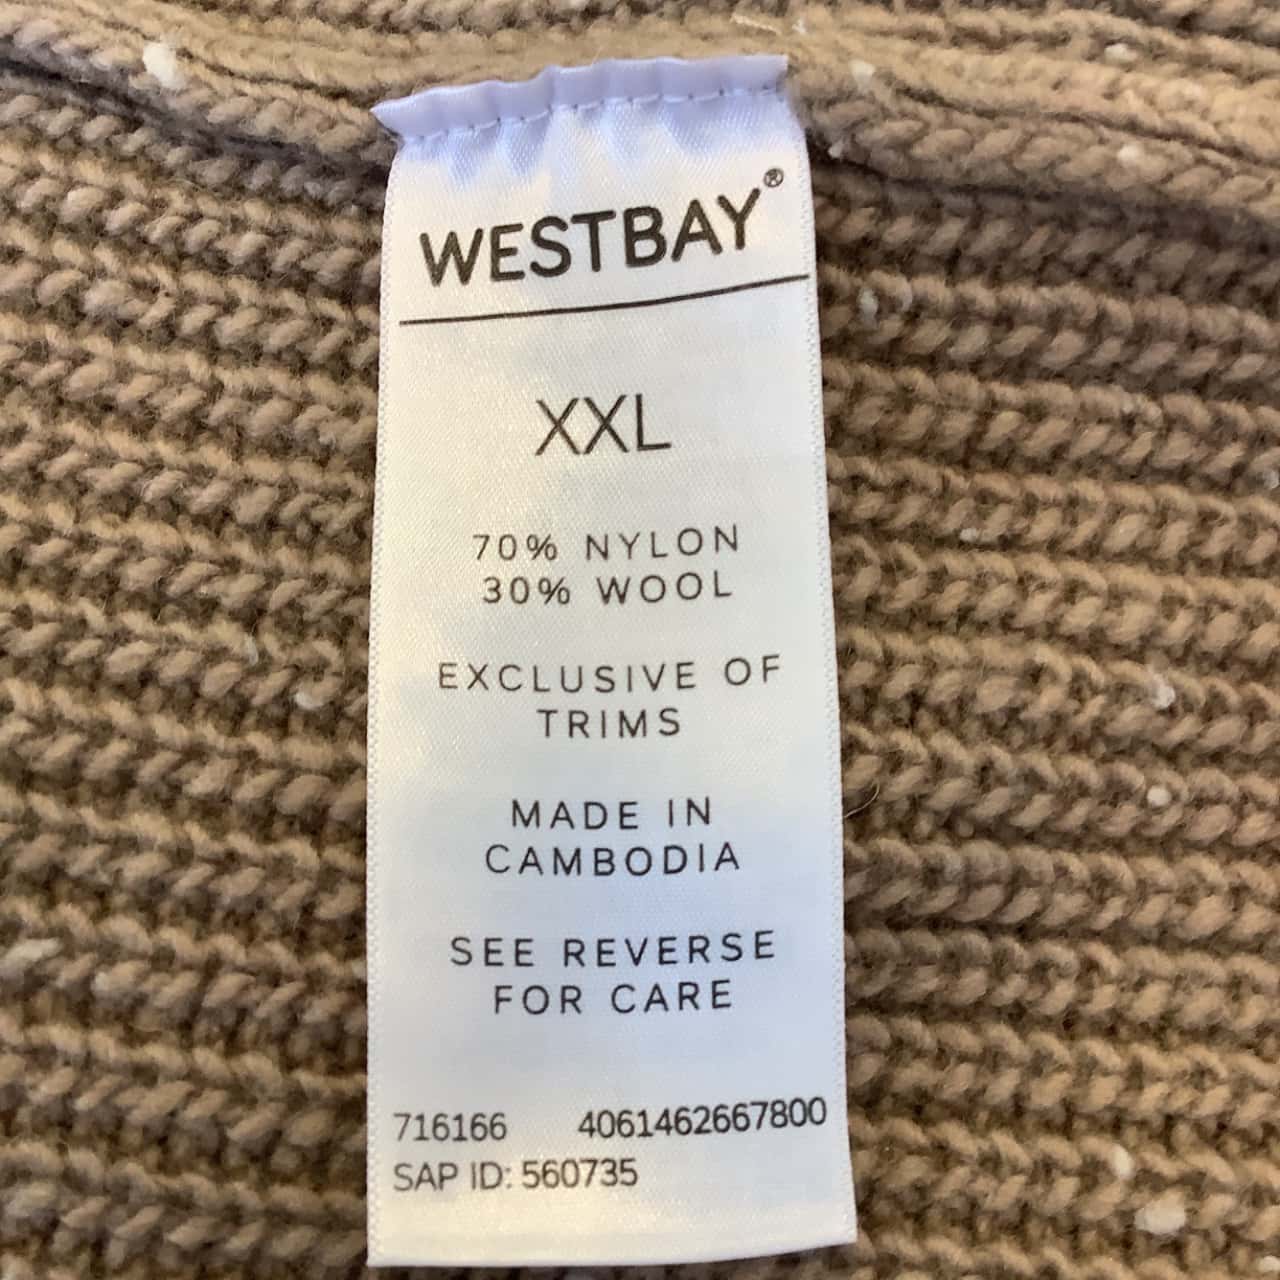 WESTBAY®
XXL
70% NYLON
30% WOOL
EXCLUSIVE OF
TRIMS
MADE IN
CAMBODIA
SEE REVERSE
FOR CARE
716166 4061462667800
SAP ID: 560735